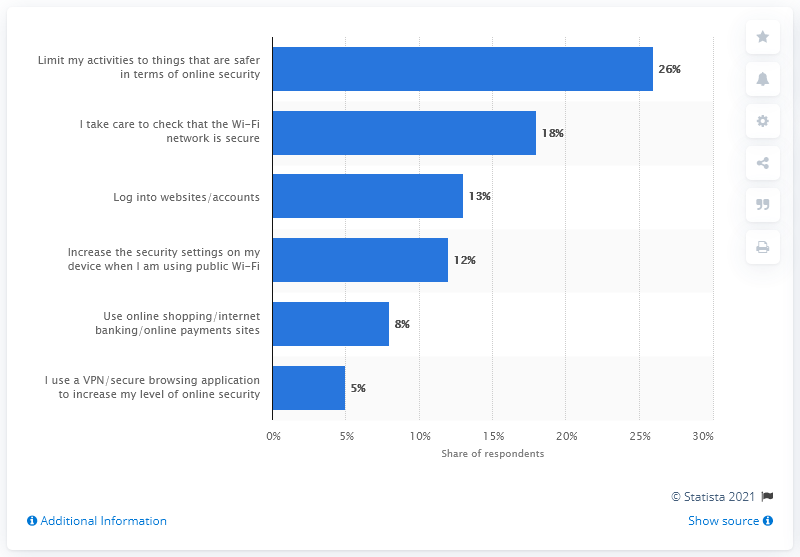 Limit my activities to things that are safer
in terms of online security
26%
I take care to check that the Wi-Fi
network is secure
18%
Log into websites/accounts
13%
Increase the security settings on my
device when I am using public Wi-Fi
12%
Use online shopping/internet
banking/online payments sites
8%
I use a VPN/secure browsing application
to increase my level of online security
5%
0% 5% 10% 15% 20% 25% 30%
Share of respondents
© Statista 2021
Additional Information
Show source